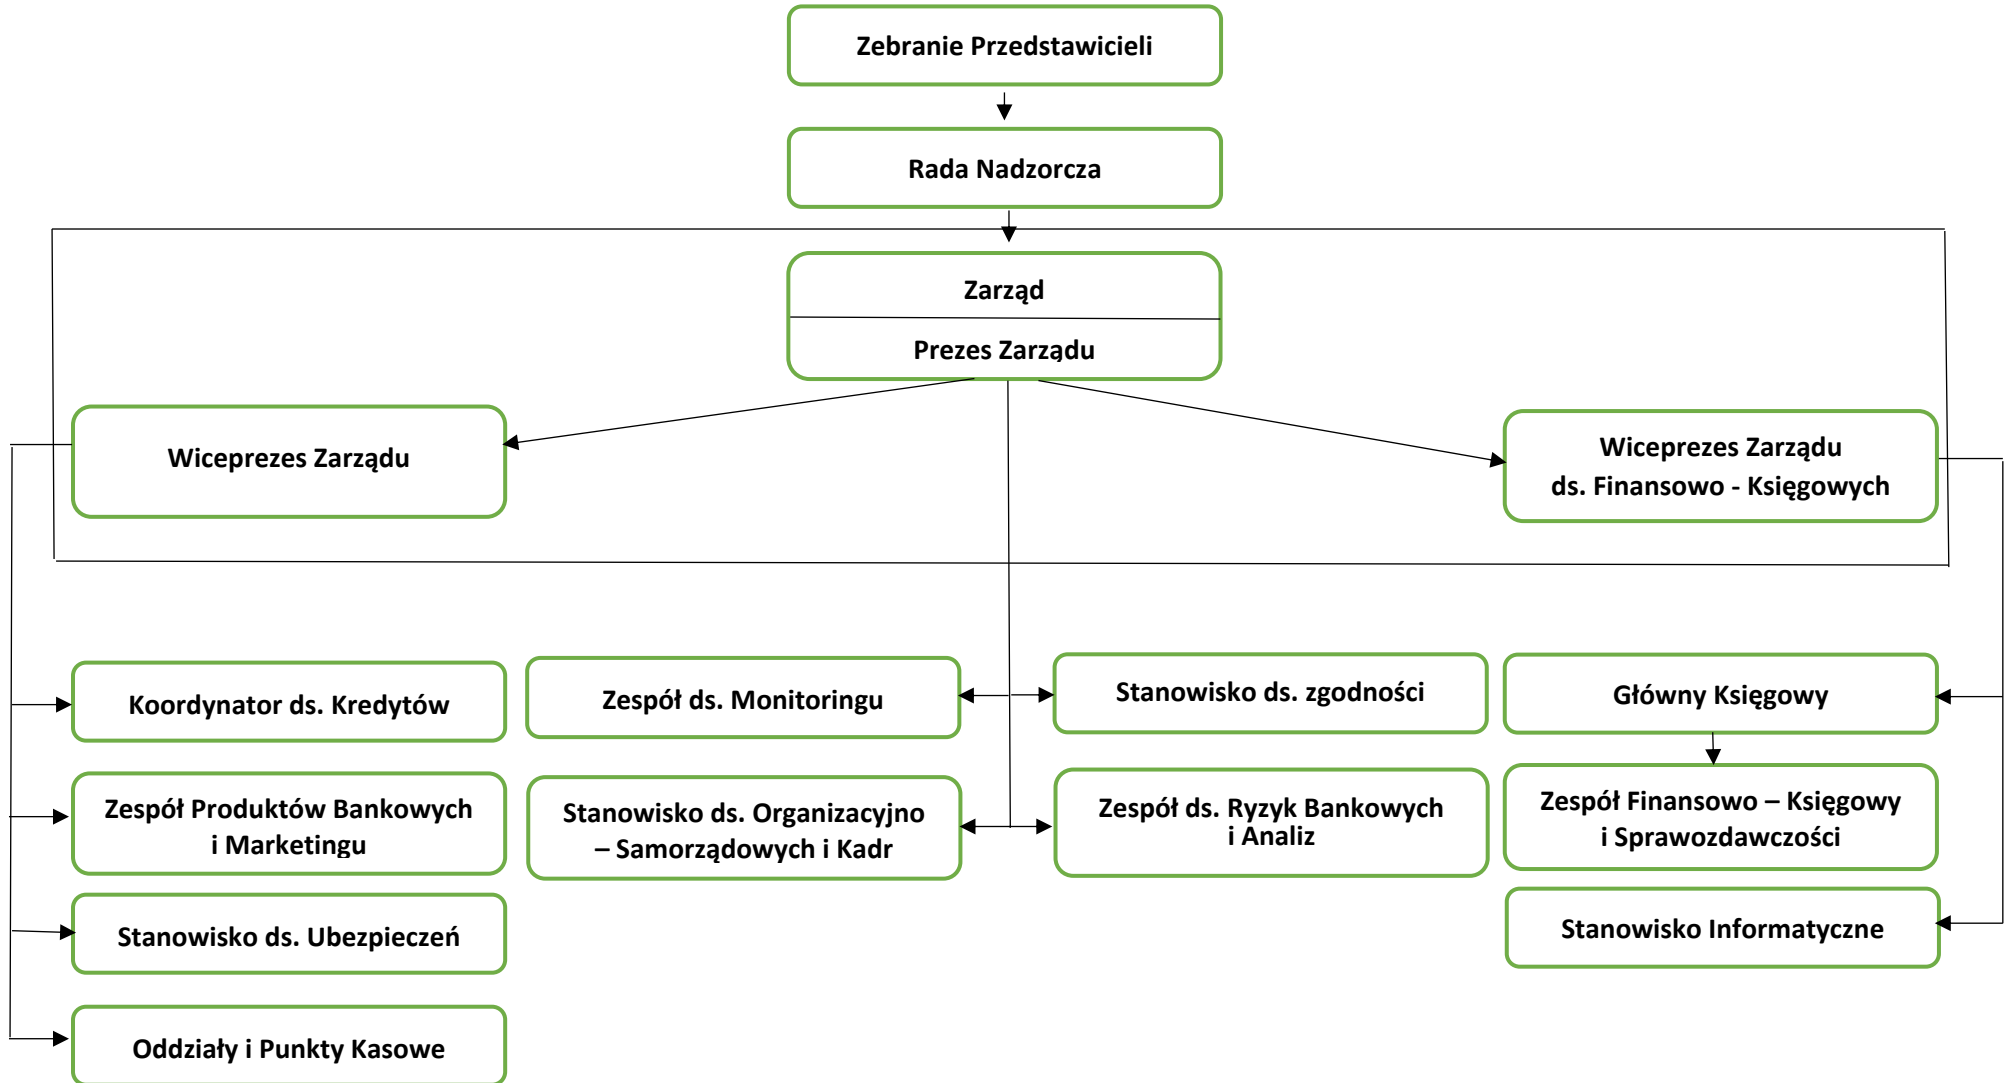 Zebranie Przedstawicieli
Rada Nadzorcza
Zarząd
Prezes Zarządu
Wiceprezes Zarządu
Wiceprezes Zarządu
ds. Finansowo - Księgowych
Koordynator ds. Kredytów
Zespół ds. Monitoringu
Stanowisko ds. zgodności
Główny Księgowy
Zespół Produktów Bankowych
i Marketingu
Stanowisko ds. Organizacyjno
– Samorządowych i Kadr
Zespół ds. Ryzyk Bankowych
i Analiz
Zespół Finansowo – Księgowy
i Sprawozdawczości
Stanowisko ds. Ubezpieczeń
Stanowisko Informatyczne
Oddziały i Punkty Kasowe